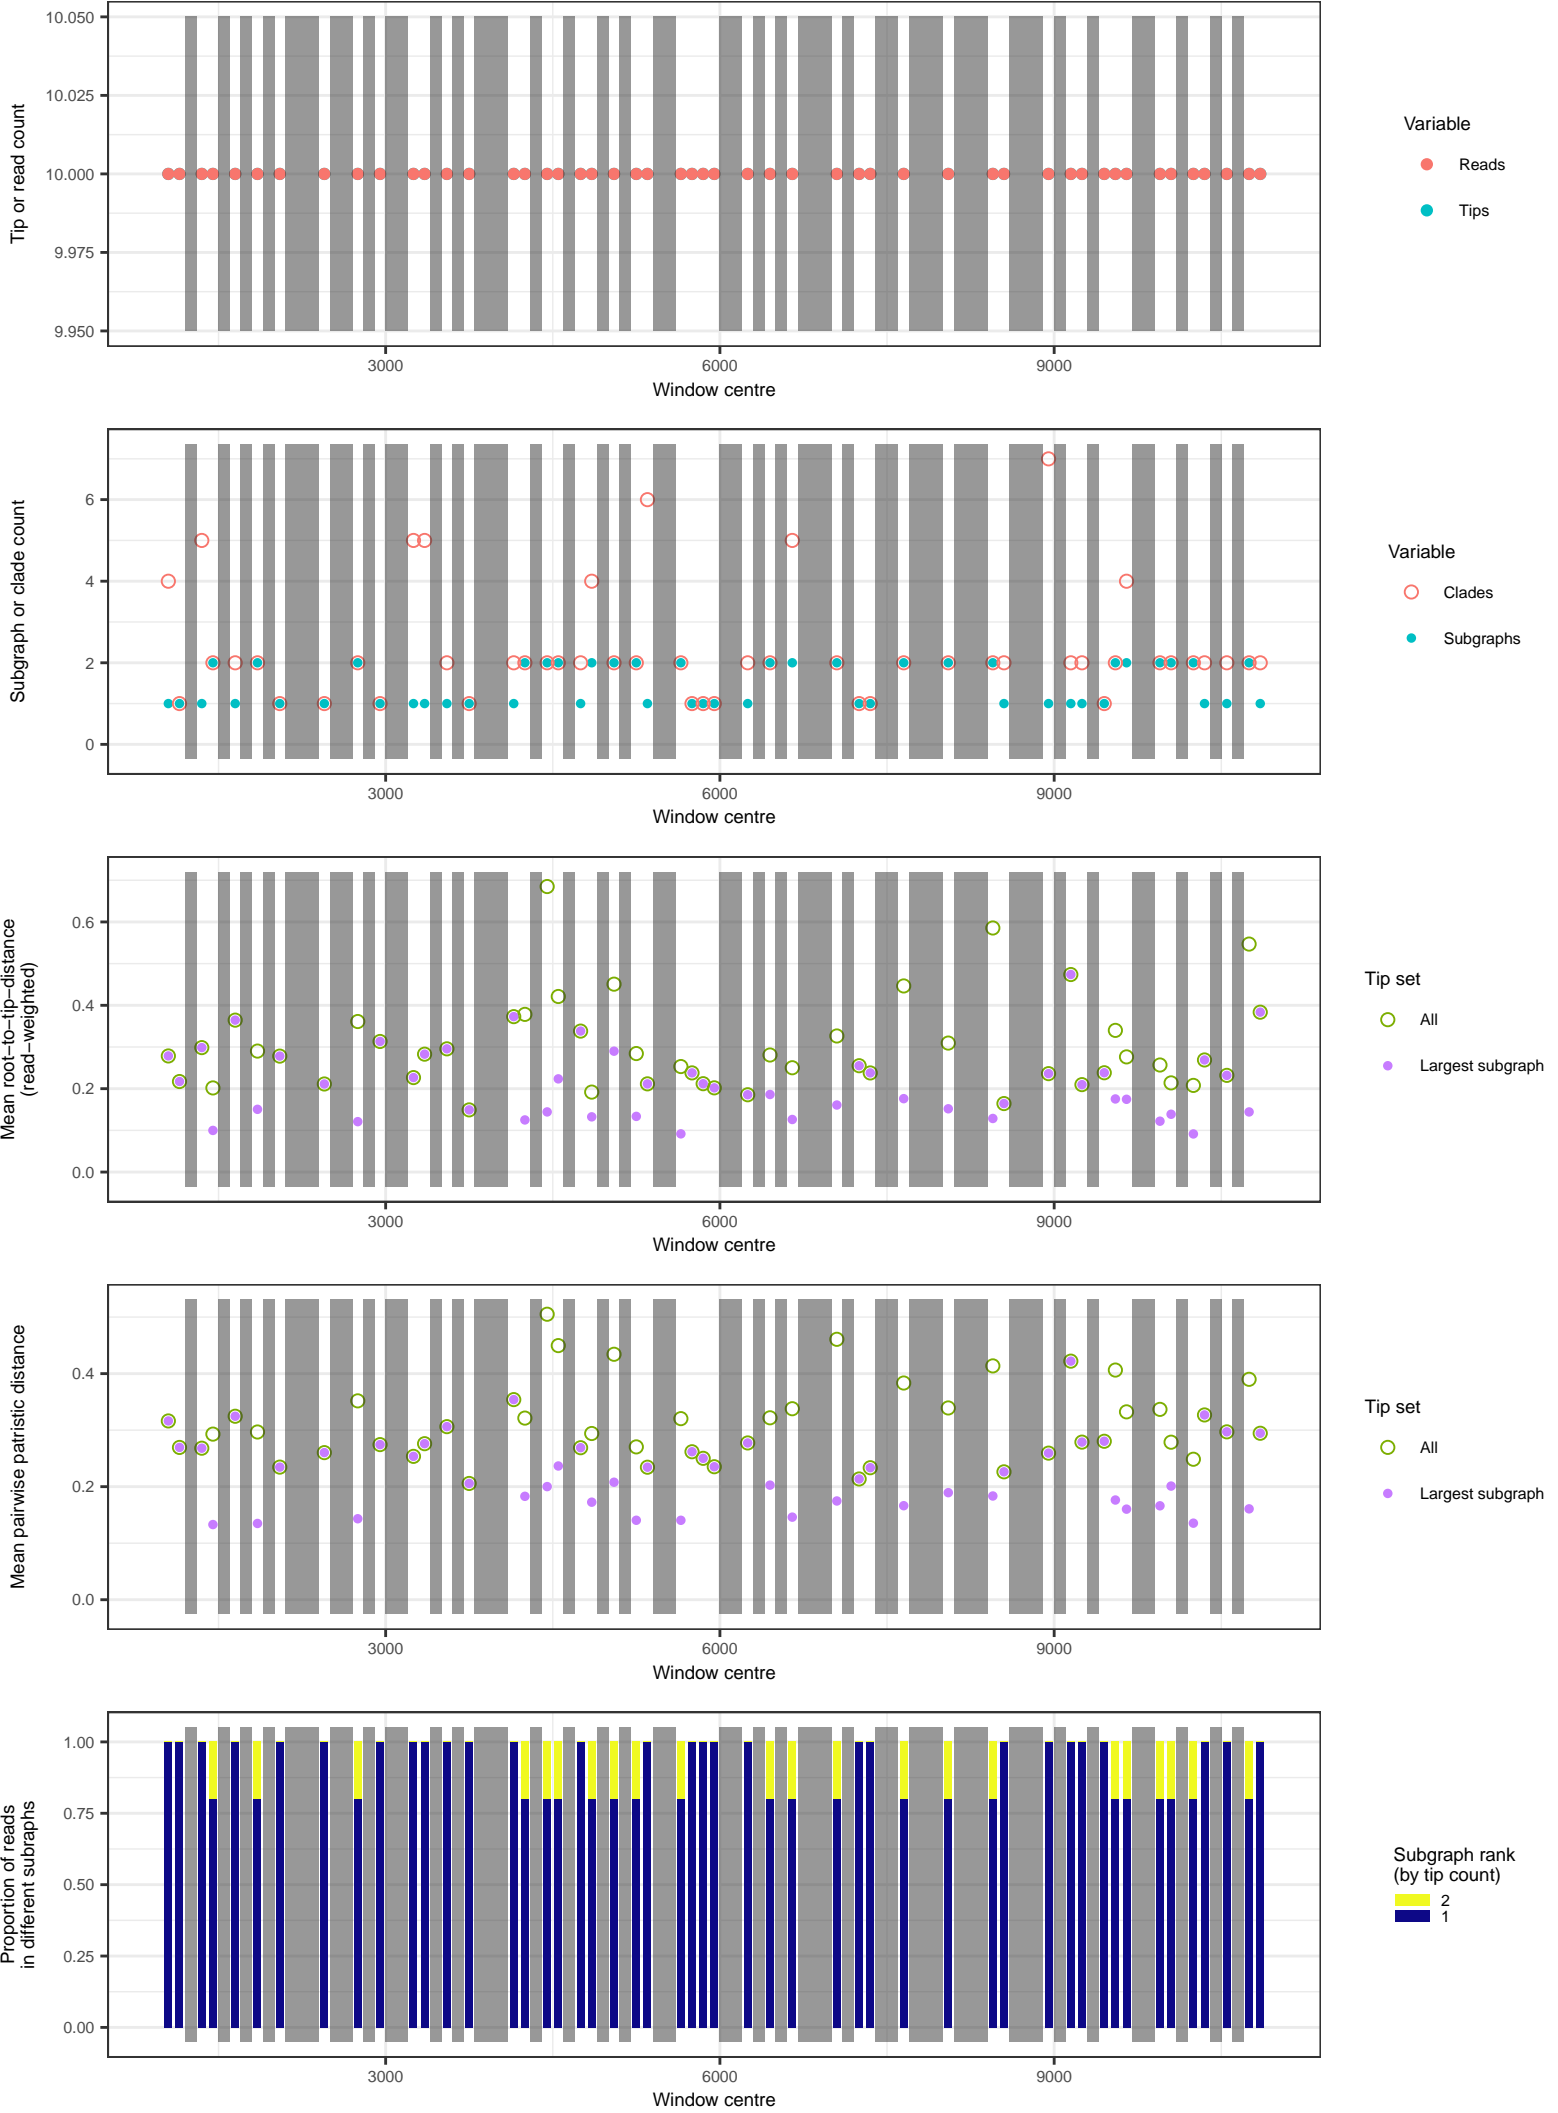 10.050
10.025
10.000
9.975
9.950
Tip or read count
3000
6000
9000
Window centre
Variable
Reads
Tips
6
4
2
0
Subgraph or clade count
3000
6000
9000
Window centre
Variable
Clades
Subgraphs
0.6
0.4
0.2
0.0
Mean root−to−tip−distance
(read−weighted)
3000
6000
9000
Window centre
Tip set
All
Largest subgraph
0.4
0.2
0.0
Mean pairwise patristic distance
3000
6000
9000
Window centre
Tip set
All
Largest subgraph
1.00
0.75
0.50
0.25
0.00
Proportion of reads
in different subraphs
3000
6000
9000
Window centre
Subgraph rank
(by tip count)
2
1